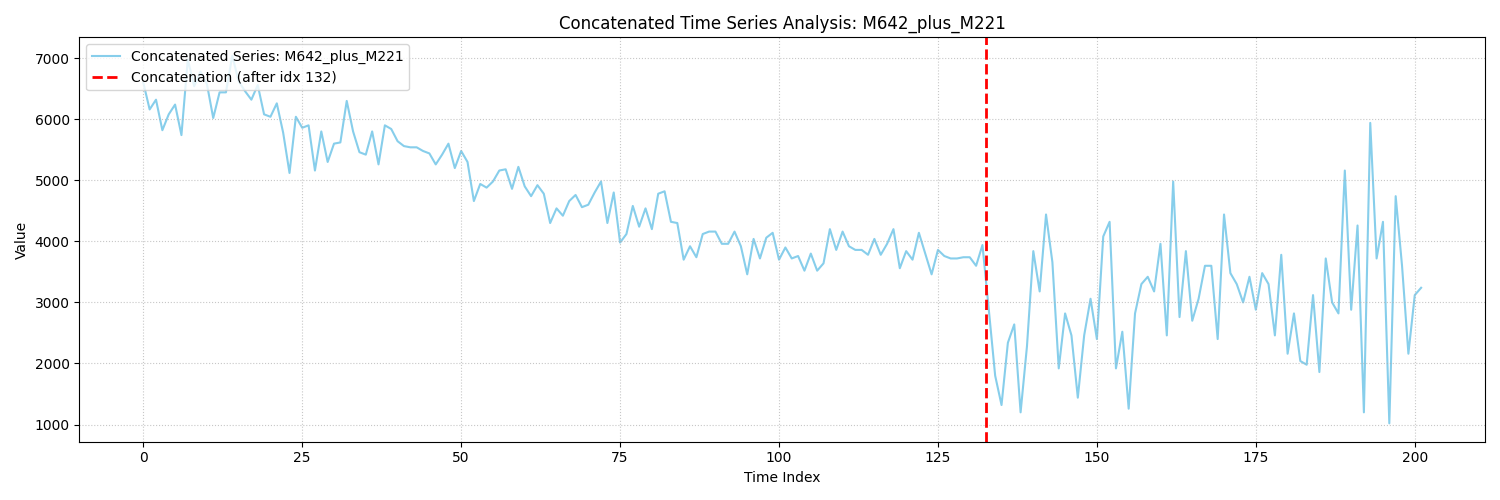 Concatenated Time Series Analysis: M642_plus_M221
Concatenated Series: M642_plus_M221
Concatenation (after idx 132)
7000
6000
5000
4000
3000
2000
1000
Value
0 25 50 75 100 125 150 175 200
Time Index